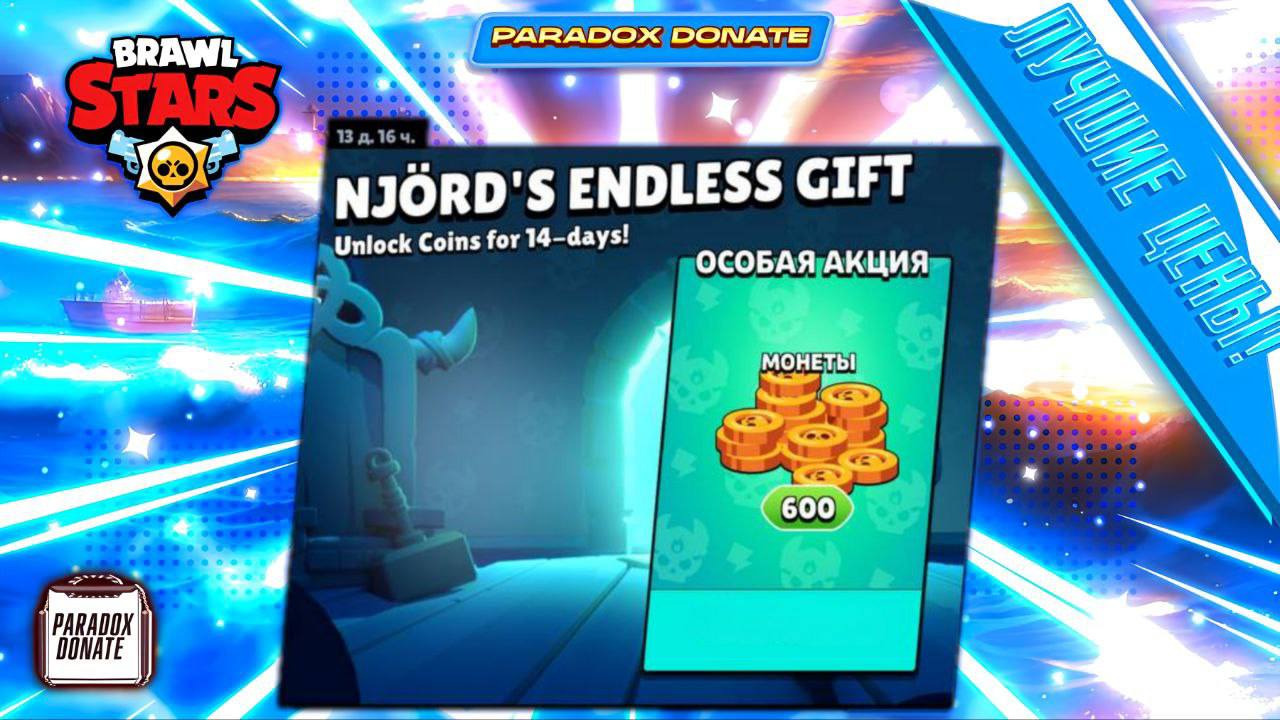 BRAWL
STARS
PARADOX DONATE
ЛУЧШИЕ ЦЕНЫ!
13 д. 16 ч.
NJÖRD'S ENDLESS GIFT
Unlock Coins for 14-days!
ОСОБАЯ АКЦИЯ
МОНЕТЫ
600
PARADOX
DONATE